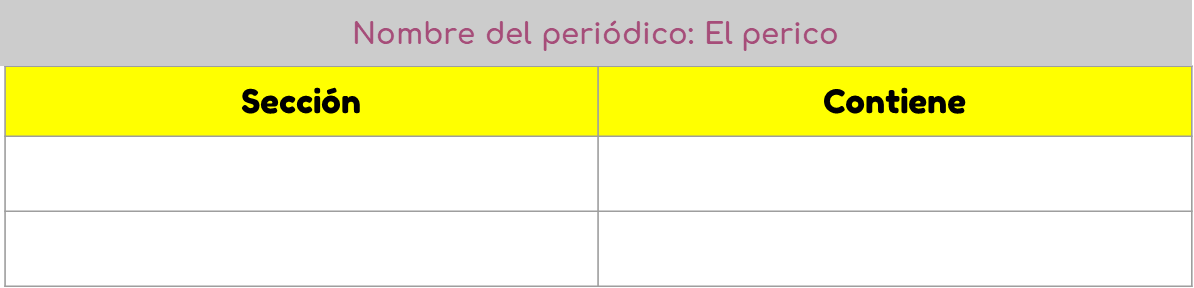 Nombre del periódico: El perico
Sección
Contiene